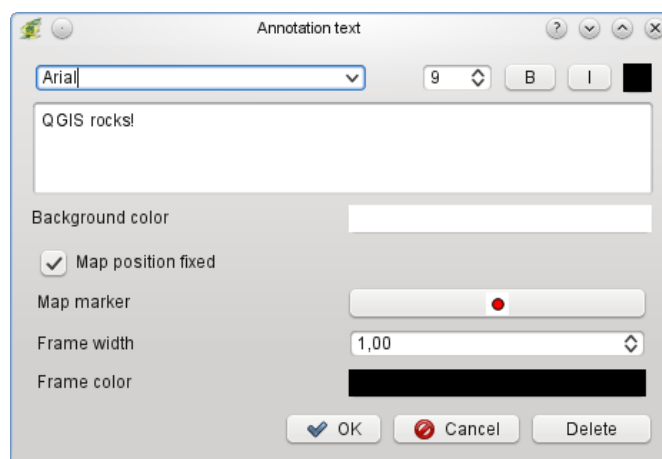 Annotation text
Arial 9 B I
QGIS rocks!
Background color
Map position fixed
Map marker
Frame width 1,00
Frame color
OK Cancel Delete